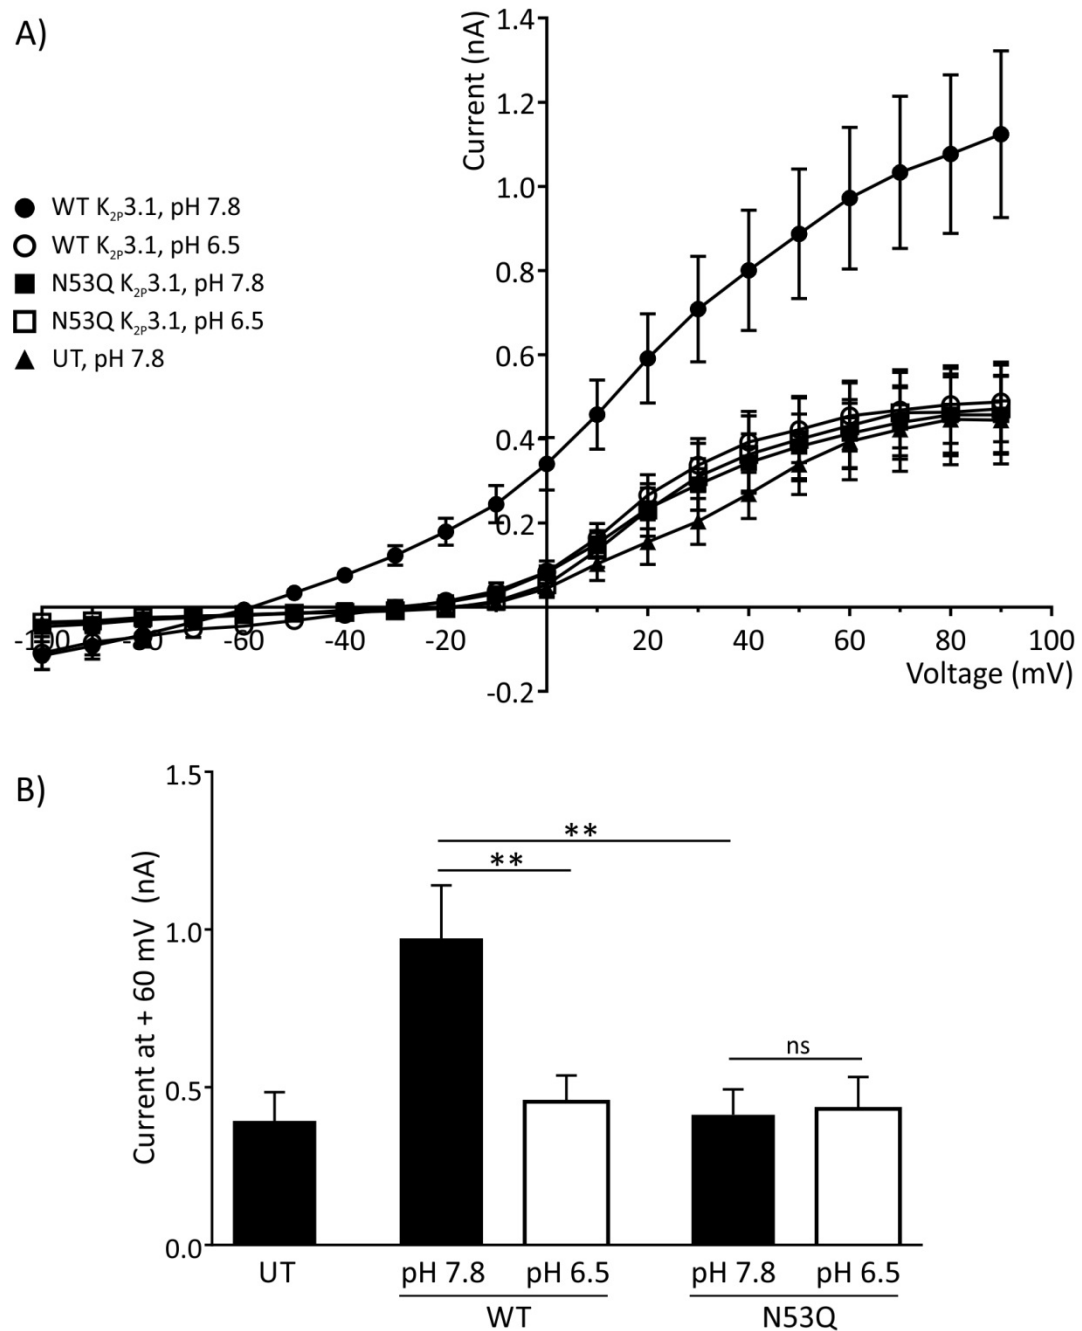 A)
Current (nA)
1.4
1.2
1.0
0.8
0.6
0.4
0.2
-0.2
WT K2P3.1, pH 7.8
WT K2P3.1, pH 6.5
N53Q K2P3.1, pH 7.8
N53Q K2P3.1, pH 6.5
UT, pH 7.8
-100 -80 -60 -40 -20 20 40 60 80 100
Voltage (mV)
B)
Current at + 60 mV (nA)
1.5
1.0
0.5
0.0
**
**
ns
UT pH 7.8 pH 6.5 pH 7.8 pH 6.5
WT N53Q